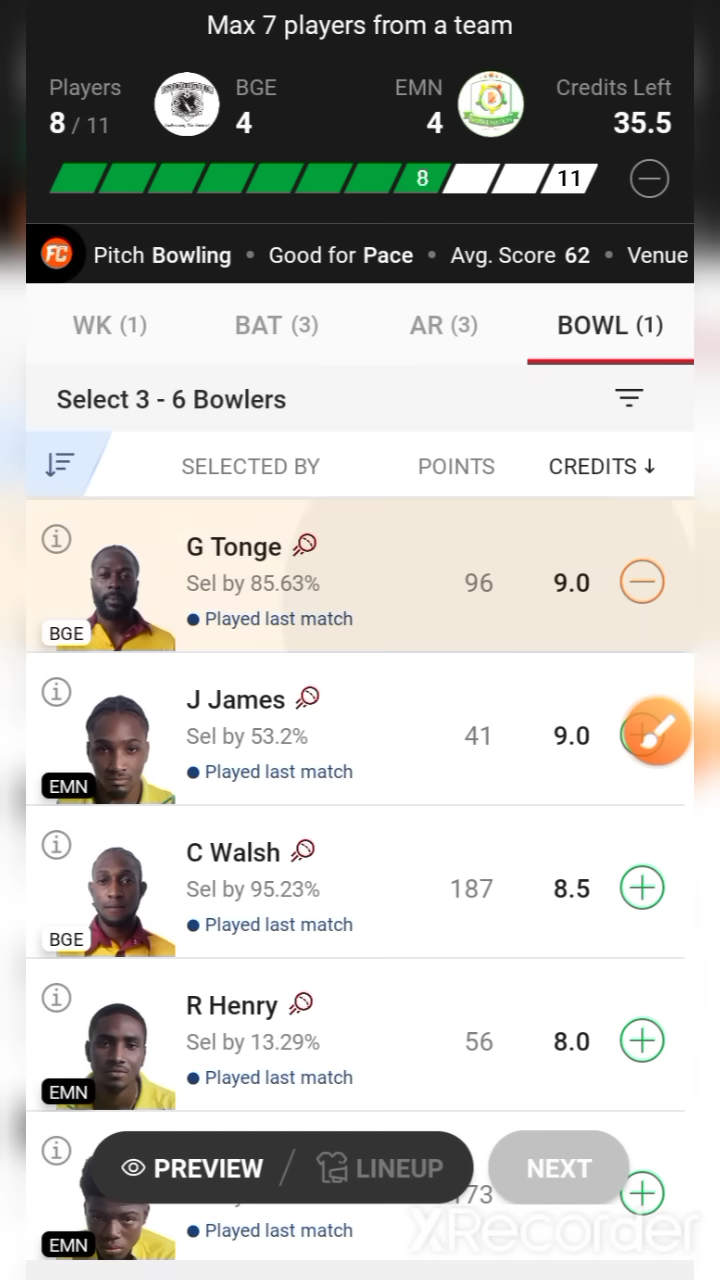 Max 7 players from a team
Players BGE EMN Credits Left
8 / 11 4 4 35.5
8 11
FC Pitch Bowling • Good for Pace • Avg. Score 62 • Venue
WK (1) BAT (3) AR (3) BOWL (1)
Select 3 - 6 Bowlers
SELECTED BY POINTS CREDITS ↓
G Tonge
Sel by 85.63% 96 9.0
Played last match
BGE
J James
Sel by 53.2% 41 9.0
Played last match
EMN
C Walsh
Sel by 95.23% 187 8.5
Played last match
BGE
R Henry
Sel by 13.29% 56 8.0
Played last match
EMN
PREVIEW / LINEUP NEXT
73
Played last match
EMN
XRecorder